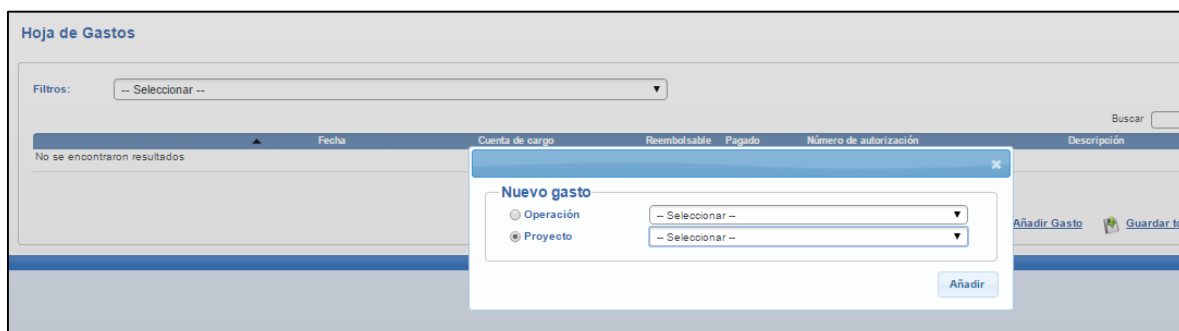 Hoja de Gastos
Filtros:
-- Seleccionar --
Buscar
Fecha Cuenta de cargo Reembolsable Pagado Número de autorización Descripción
No se encontraron resultados
Nuevo gasto
Operación -- Seleccionar --
Proyecto -- Seleccionar --
Añadir Gasto Guardar to
Añadir